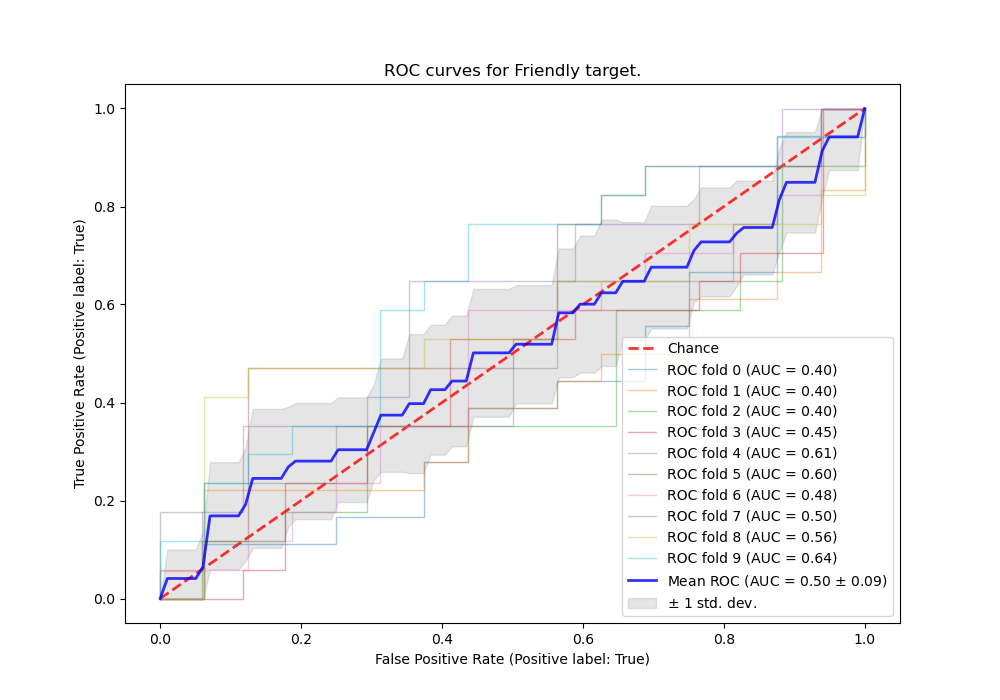 ROC curves for Friendly target.
True Positive Rate (Positive label: True)
1.0
0.8
0.6
0.4
0.2
0.0
0.0 0.2 0.4 0.6 0.8 1.0
False Positive Rate (Positive label: True)
Chance
ROC fold 0 (AUC = 0.40)
ROC fold 1 (AUC = 0.40)
ROC fold 2 (AUC = 0.40)
ROC fold 3 (AUC = 0.45)
ROC fold 4 (AUC = 0.61)
ROC fold 5 (AUC = 0.60)
ROC fold 6 (AUC = 0.48)
ROC fold 7 (AUC = 0.50)
ROC fold 8 (AUC = 0.56)
ROC fold 9 (AUC = 0.64)
Mean ROC (AUC = 0.50 ± 0.09)
± 1 std. dev.